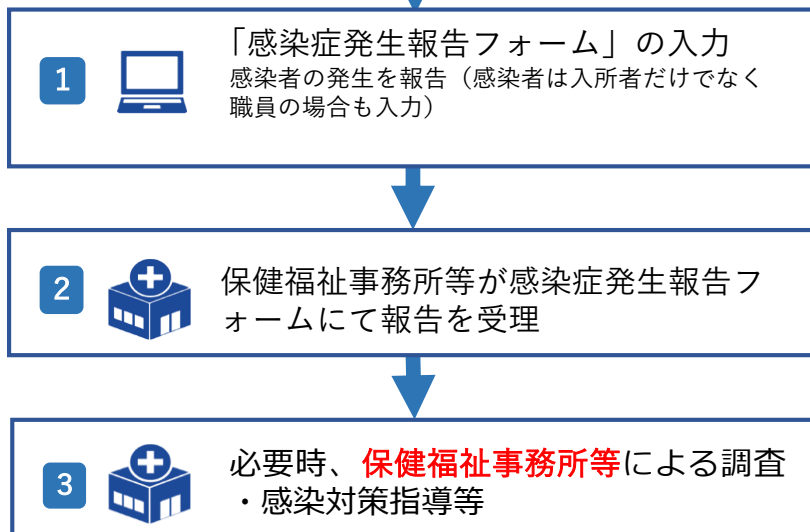 1
「感染症発生報告フォーム」の入力
感染者の発生を報告（感染者は入所者だけでなく
職員の場合も入力）
2
保健福祉事務所等が感染症発生報告フ
ォームにて報告を受理
3
必要時、保健福祉事務所等による調査
・感染対策指導等